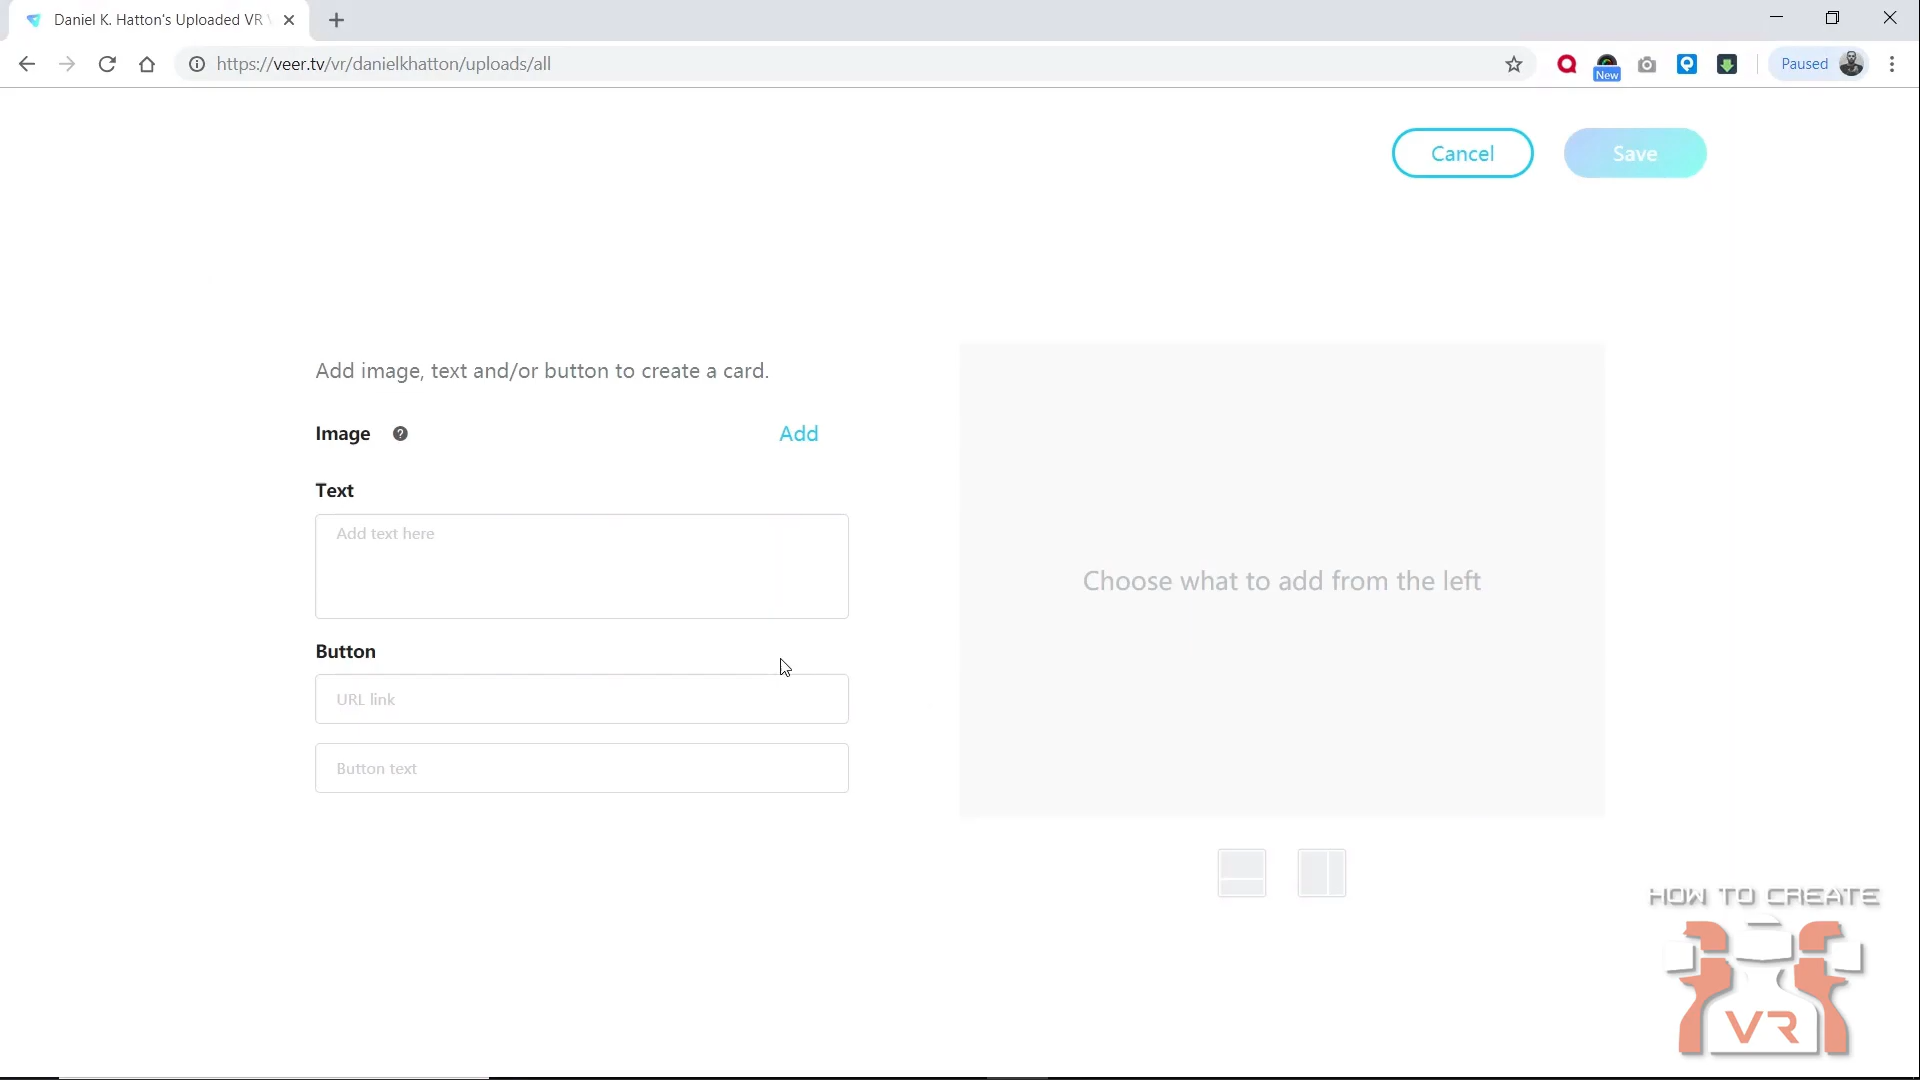 Daniel K. Hatton's Uploaded VR
https://veer.tv/vr/danielkhatton/uploads/all
New
Paused
Cancel
Save
Add image, text and/or button to create a card.
Image ?
Add
Text
Add text here
Choose what to add from the left
Button
URL link
Button text
HOW TO CREATE
VR